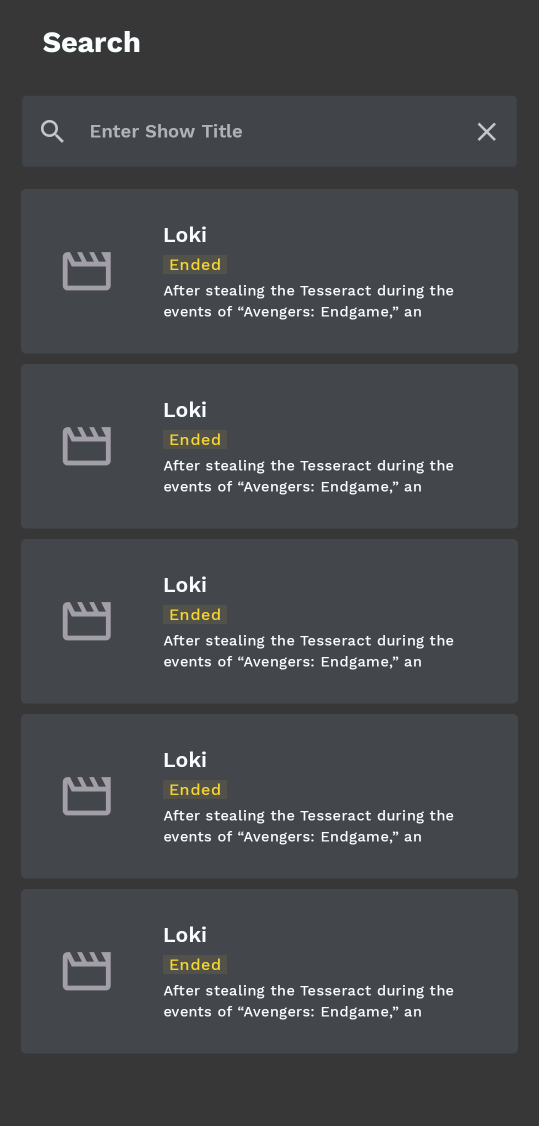 Search
Enter Show Title
Loki
Ended
After stealing the Tesseract during the
events of “Avengers: Endgame,” an
Loki
Ended
After stealing the Tesseract during the
events of “Avengers: Endgame,” an
Loki
Ended
After stealing the Tesseract during the
events of “Avengers: Endgame,” an
Loki
Ended
After stealing the Tesseract during the
events of “Avengers: Endgame,” an
Loki
Ended
After stealing the Tesseract during the
events of “Avengers: Endgame,” an